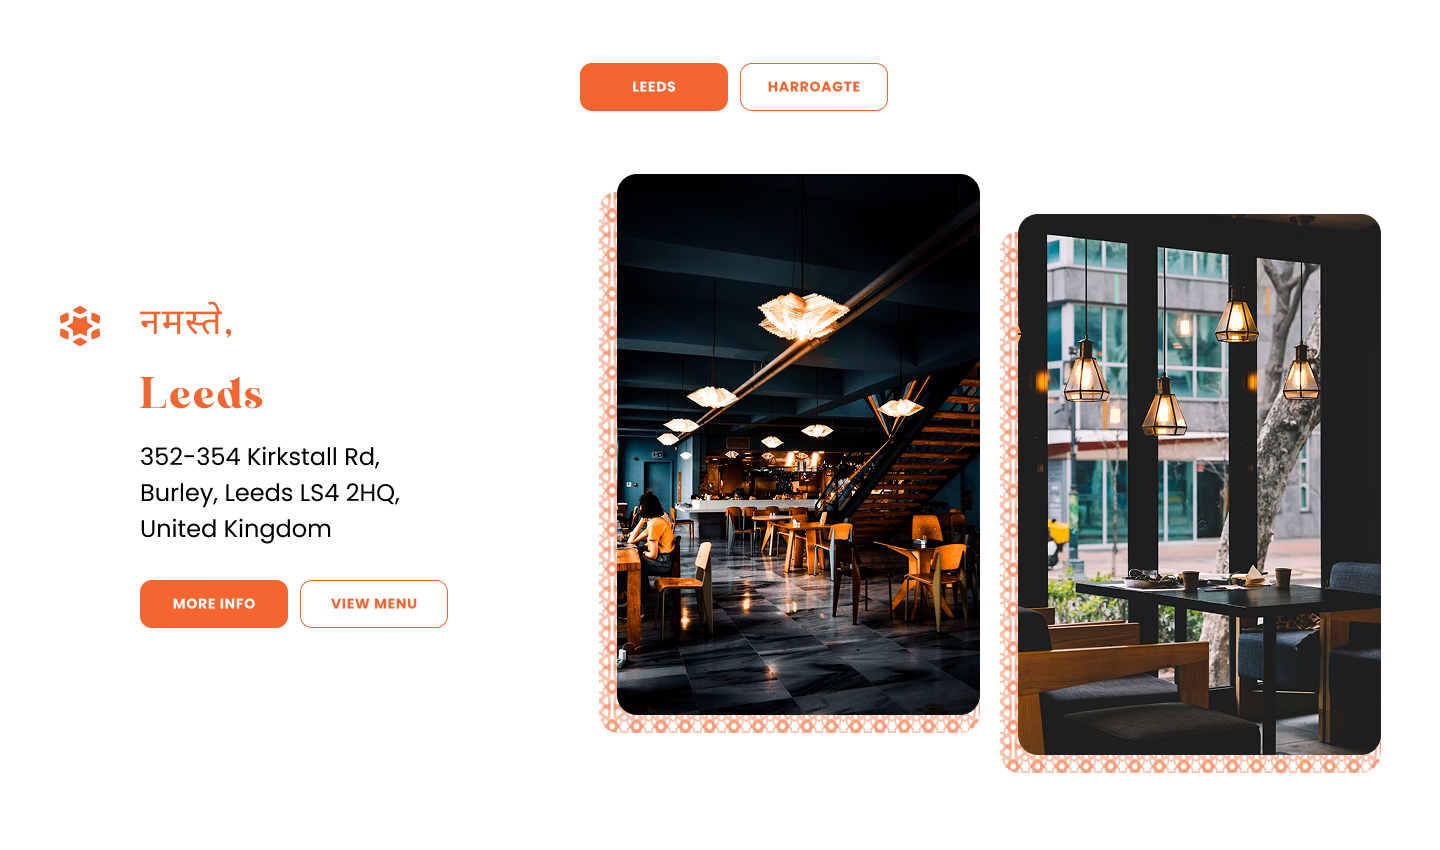 LEEDS
HARROAGTE
नमस्ते,
Leeds
352-354 Kirkstall Rd,
Burley, Leeds LS4 2HQ,
United Kingdom
MORE INFO
VIEW MENU